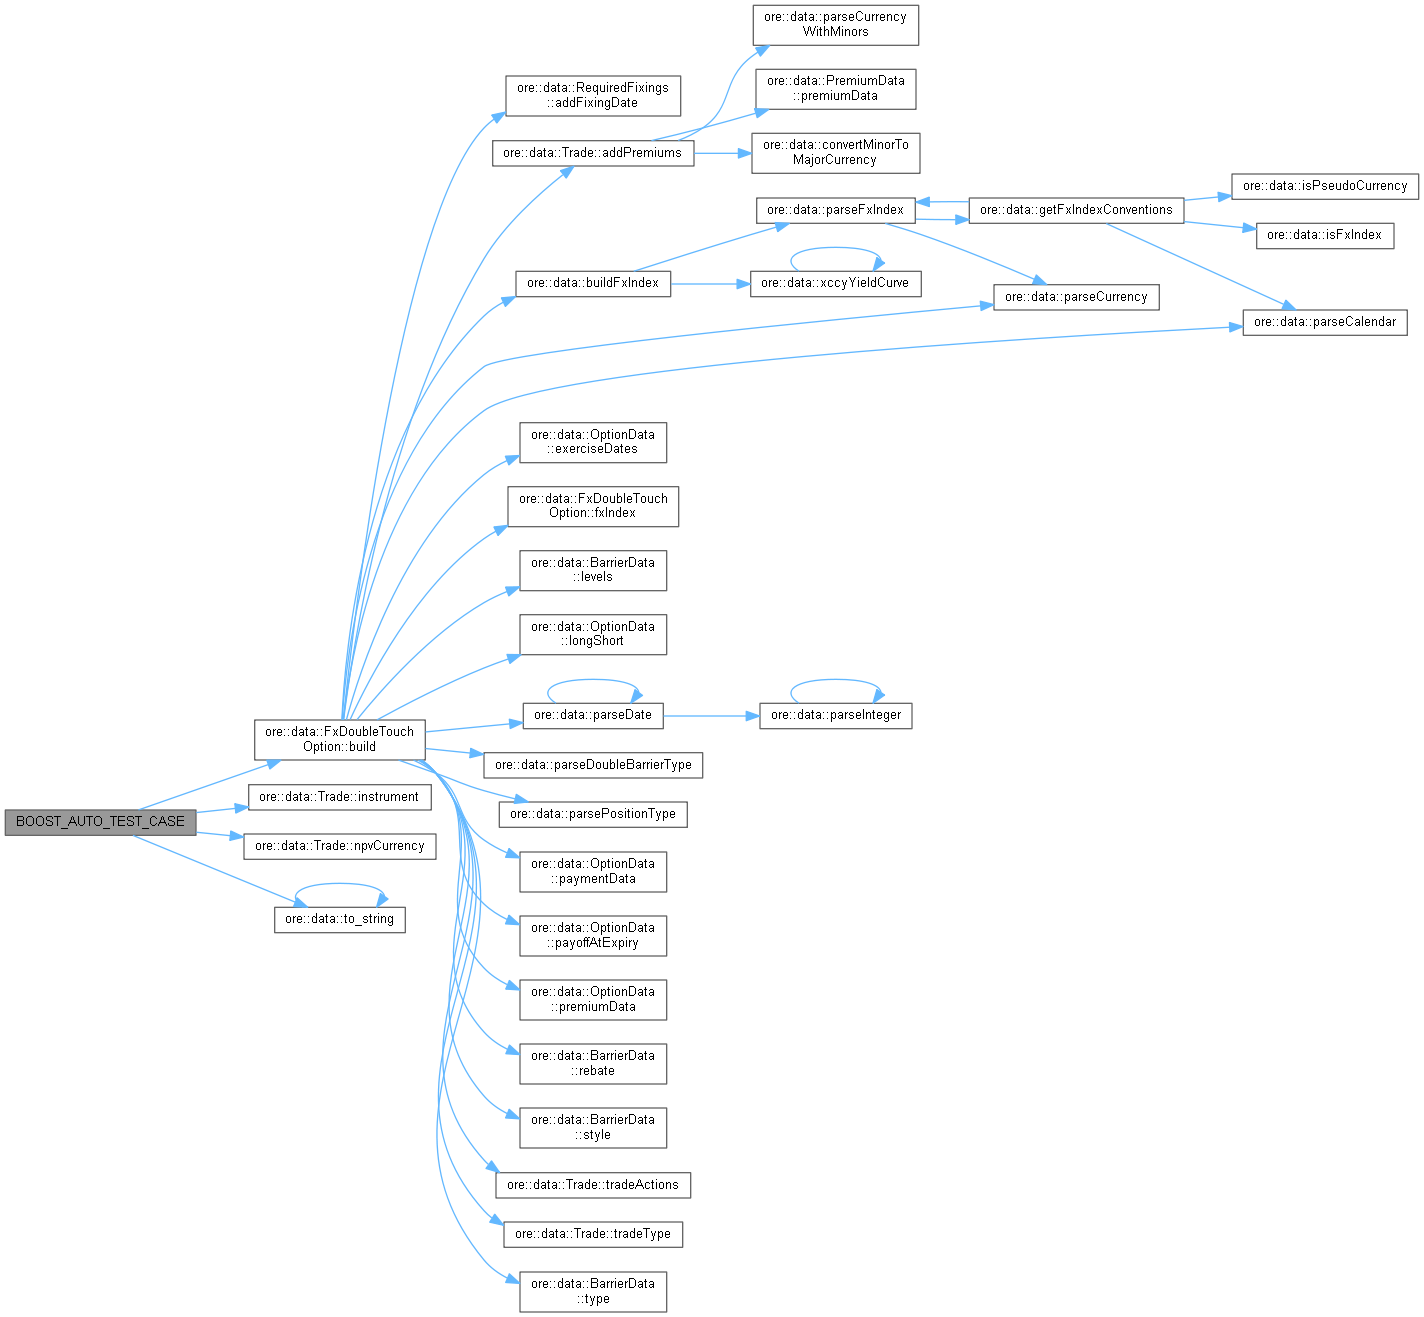 ore::data::parseCurrency
WithMinors
ore::data::PremiumData
::premiumData
ore::data::RequiredFixings
::addFixingDate
ore::data::Trade::addPremiums
ore::data::convertMinorTo
MajorCurrency
ore::data::isPseudoCurrency
ore::data::parseFxIndex
ore::data::getFxIndexConventions
ore::data::isFxIndex
ore::data::buildFxIndex
ore::data::xccyYieldCurve
ore::data::parseCurrency
ore::data::parseCalendar
ore::data::OptionData
::exerciseDates
ore::data::FxDoubleTouch
Option::fxIndex
ore::data::BarrierData
::levels
ore::data::OptionData
::longShort
ore::data::parseDate
ore::data::parseInteger
ore::data::FxDoubleTouch
Option::build
ore::data::parseDoubleBarrierType
ore::data::Trade::instrument
ore::data::parsePositionType
BOOST_AUTO_TEST_CASE
ore::data::Trade::npvCurrency
ore::data::OptionData
::paymentData
ore::data::to_string
ore::data::OptionData
::payoffAtExpiry
ore::data::OptionData
::premiumData
ore::data::BarrierData
::rebate
ore::data::BarrierData
::style
ore::data::Trade::tradeActions
ore::data::Trade::tradeType
ore::data::BarrierData
::type